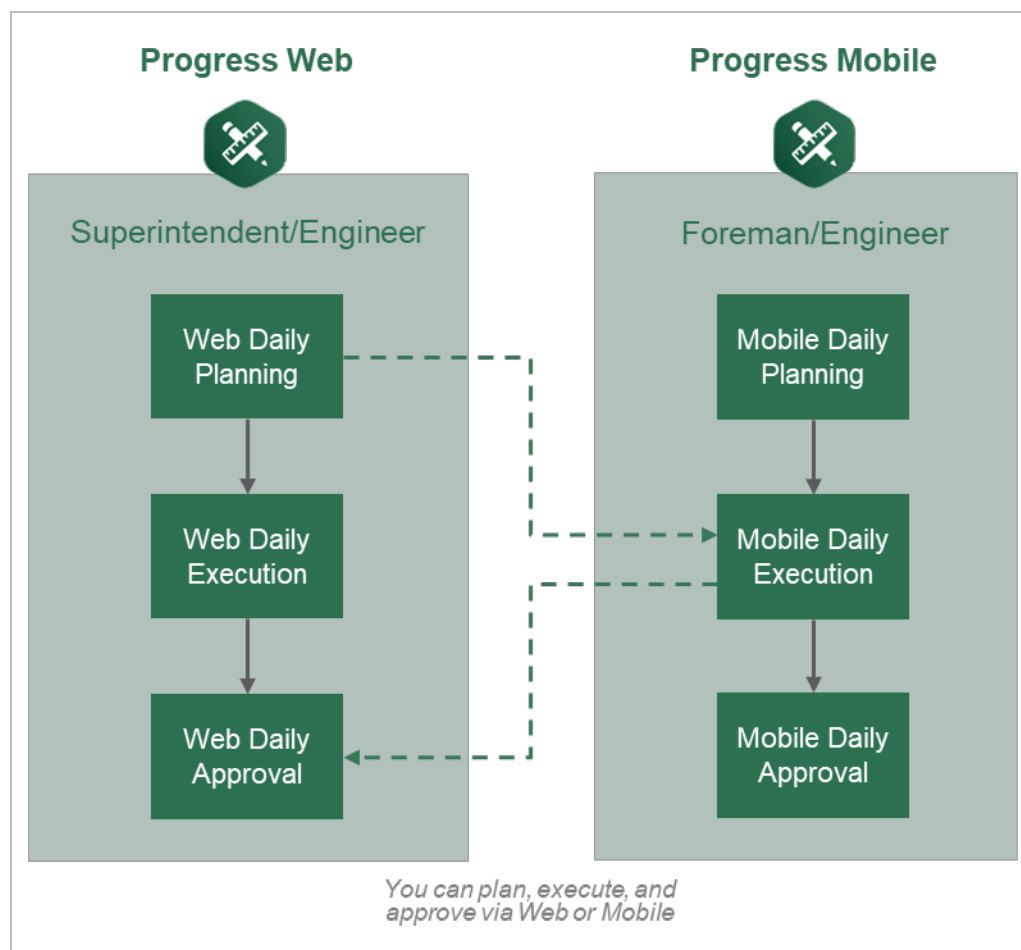 Progress Web
Progress Mobile
Superintendent/Engineer
Foreman/Engineer
Web Daily
Planning
Mobile Daily
Planning
Web Daily
Execution
Mobile Daily
Execution
Web Daily
Approval
Mobile Daily
Approval
You can plan, execute, and
approve via Web or Mobile